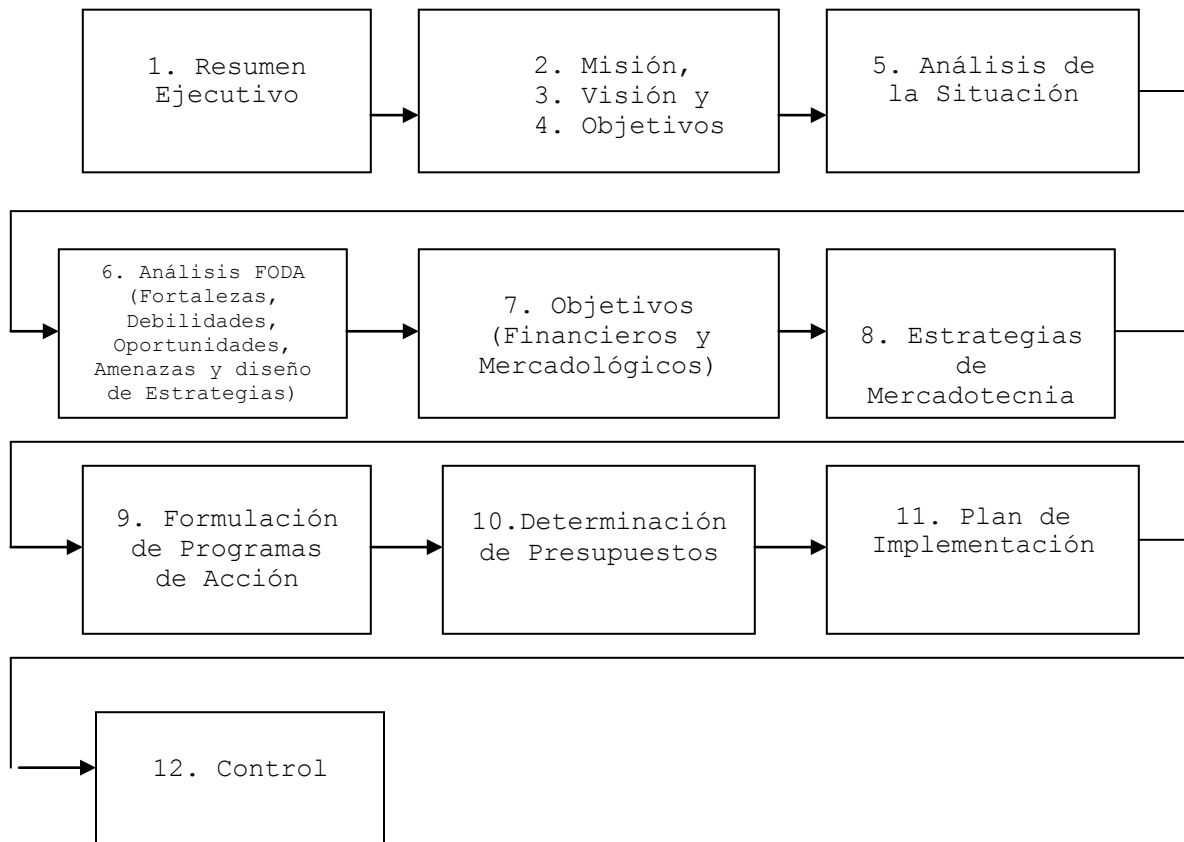 1. Resumen
Ejecutivo
2. Misión,
3. Visión y
4. Objetivos
5. Análisis de
la Situación
6. Análisis FODA
(Fortalezas,
Debilidades,
Oportunidades,
Amenazas y diseño
de Estrategias)
7. Objetivos
(Financieros y
Mercadológicos)
8. Estrategias
de
Mercadotecnia
9. Formulación
de Programas
de Acción
10.Determinación
de Presupuestos
11. Plan de
Implementación
12. Control